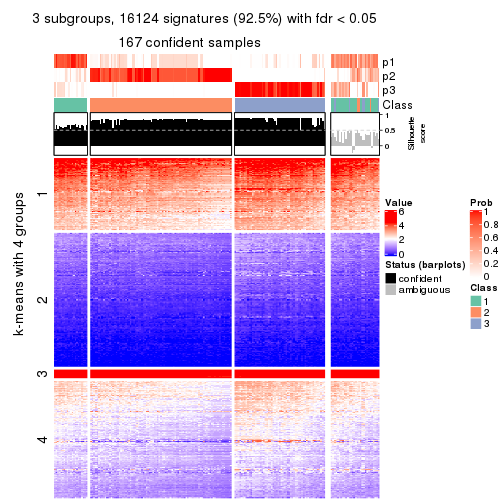 3 subgroups, 16124 signatures (92.5%) with fdr < 0.05
167 confident samples
p1
p2
p3
Class
1
0.5
0
Silhouette
score
k-means with 4 groups
1
2
3
4
Value
6
4
2
0
Status (barplots)
confident
ambiguous
Prob
1
0.8
0.6
0.4
0.2
0
Class
1
2
3